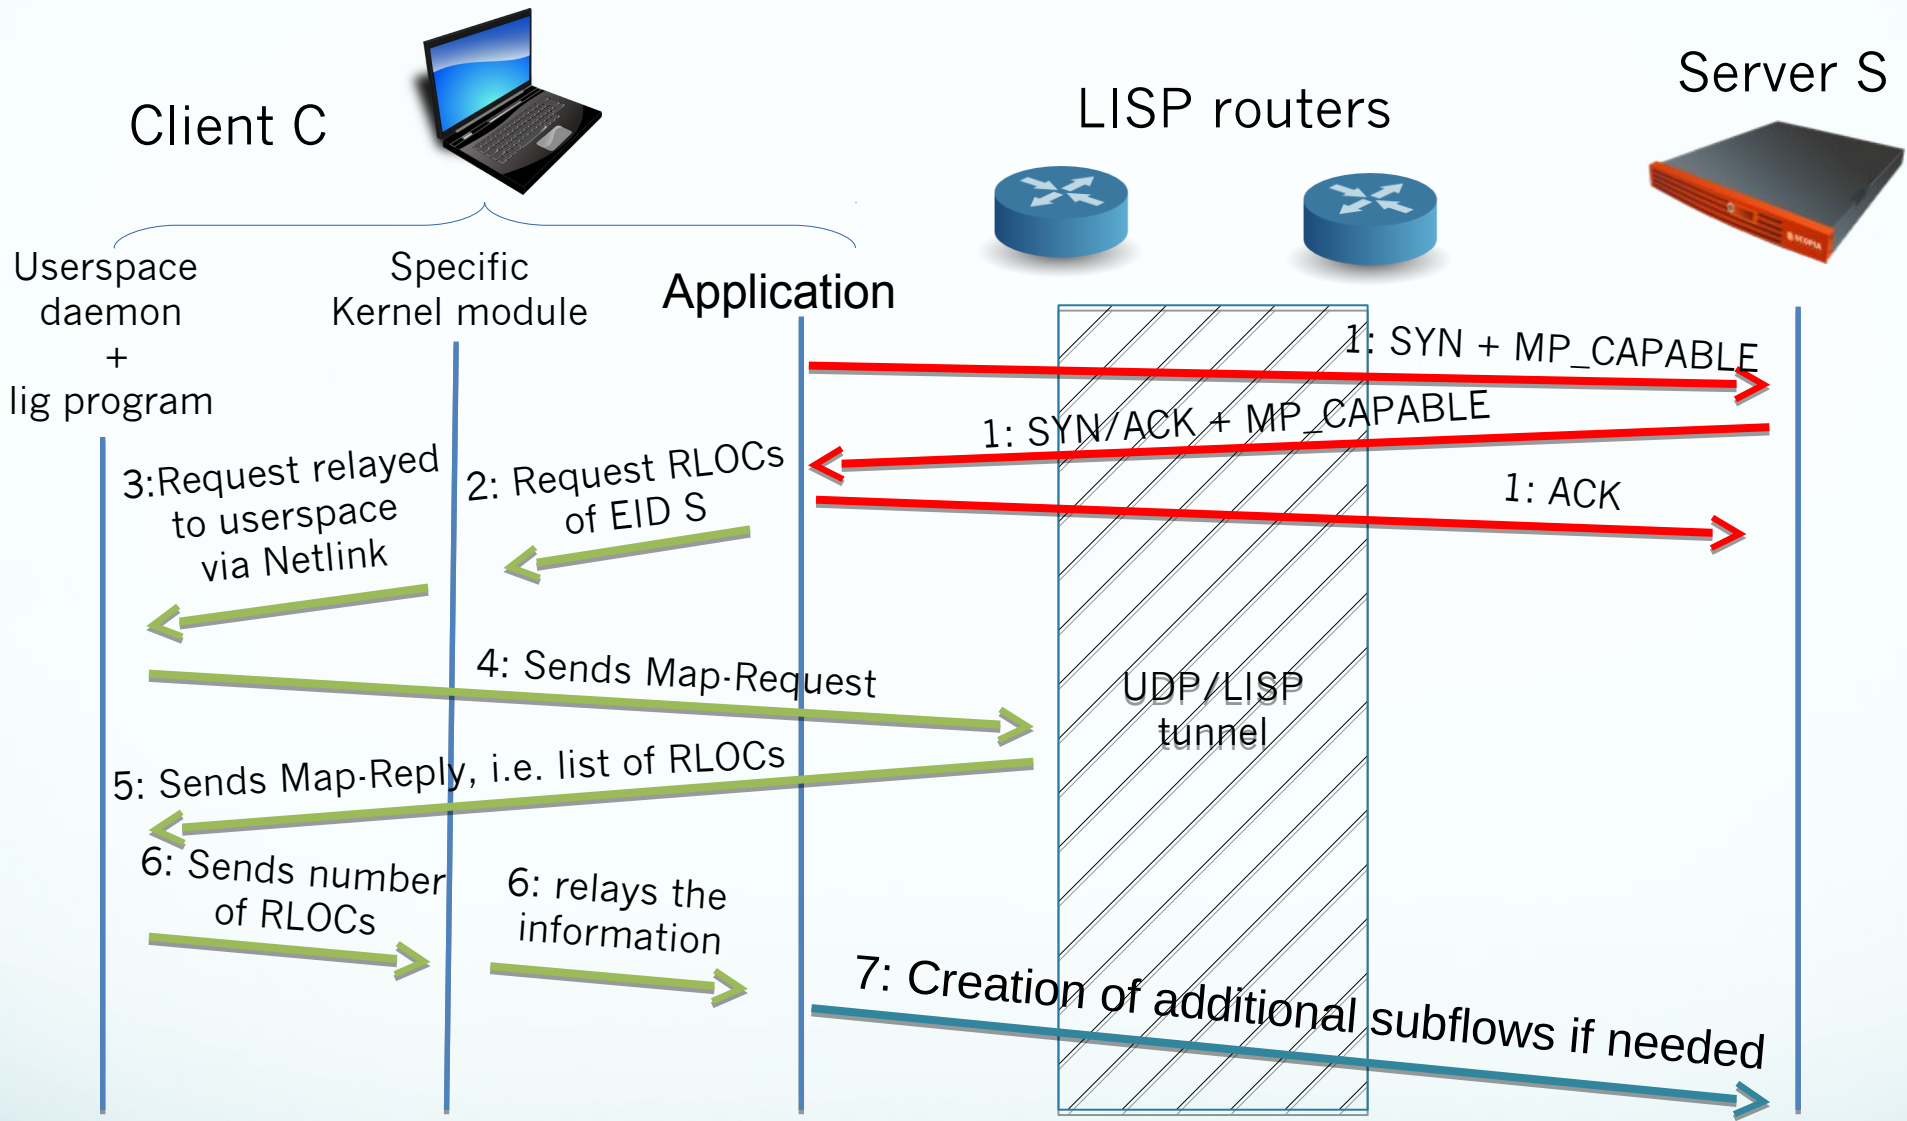 Client C
LISP routers
Server S
Userspace
daemon
+
lig program
Specific
Kernel module
Application
1: SYN + MP_CAPABLE
1: SYN/ACK + MP_CAPABLE
1: ACK
2: Request RLOCs
of EID S
3:Request relayed
to userspace
via Netlink
4: Sends Map-Request
UDP/LISP
tunnel
5: Sends Map-Reply, i.e. list of RLOCs
6: Sends number
of RLOCs
6: relays the
information
7: Creation of additional subflows if needed